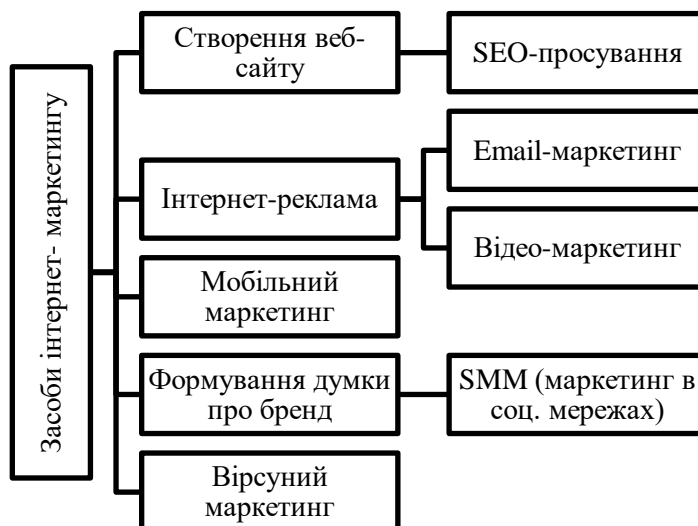 Засоби інтернет- маркетингу
Створення веб-
сайту
SEO-просування
Інтернет-реклама
Email-маркетинг
Відео-маркетинг
Мобільний
маркетинг
Формування думки
про бренд
SMM (маркетинг в
соц. мережах)
Вірсуний
маркетинг